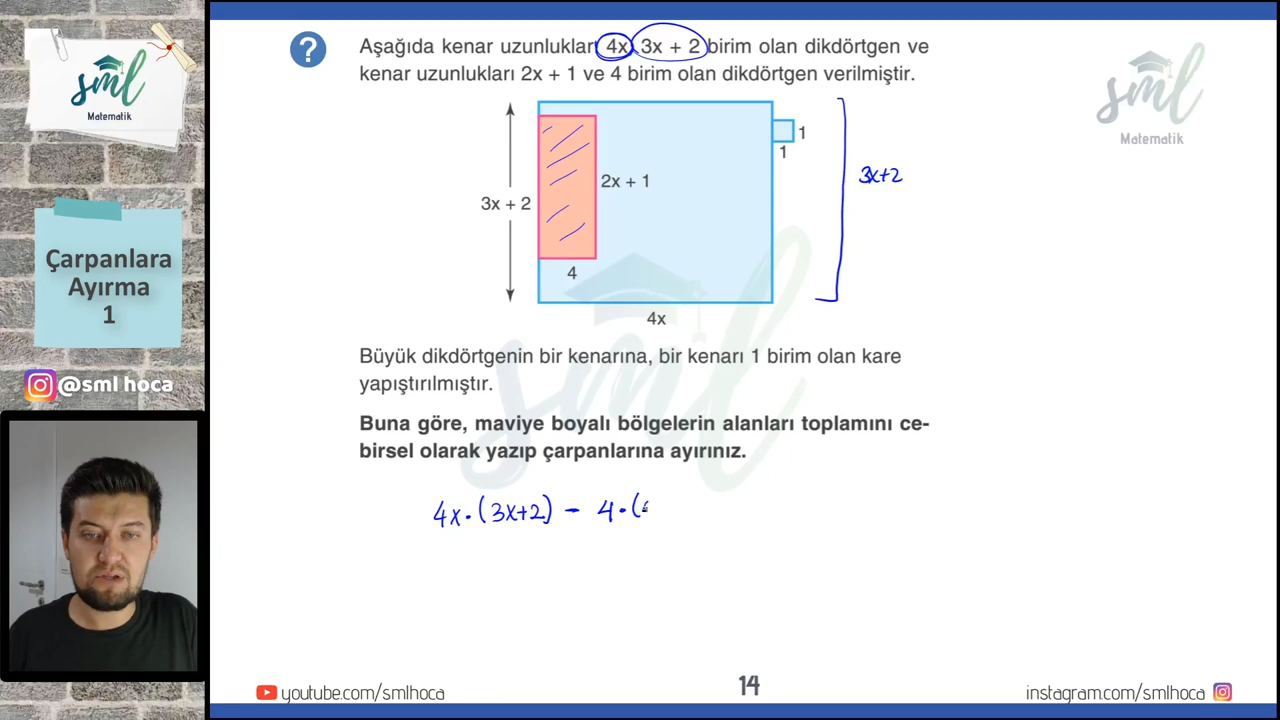 sml
Matematik
Çarpanlara
Ayırma
1
@sml hoca
?
Aşağıda kenar uzunlukları 4x, 3x + 2 birim olan dikdörtgen ve
kenar uzunlukları 2x + 1 ve 4 birim olan dikdörtgen verilmiştir.
sml
Matematik
1
1
3x+2
2x + 1
3x + 2
4
4x
Büyük dikdörtgenin bir kenarına, bir kenarı 1 birim olan kare
yapıştırılmıştır.
Buna göre, maviye boyalı bölgelerin alanları toplamını ce-
birsel olarak yazıp çarpanlarına ayırınız.
sml
4x·(3x+2) - 4·(
youtube.com/smlhoca
14
instagram.com/smlhoca